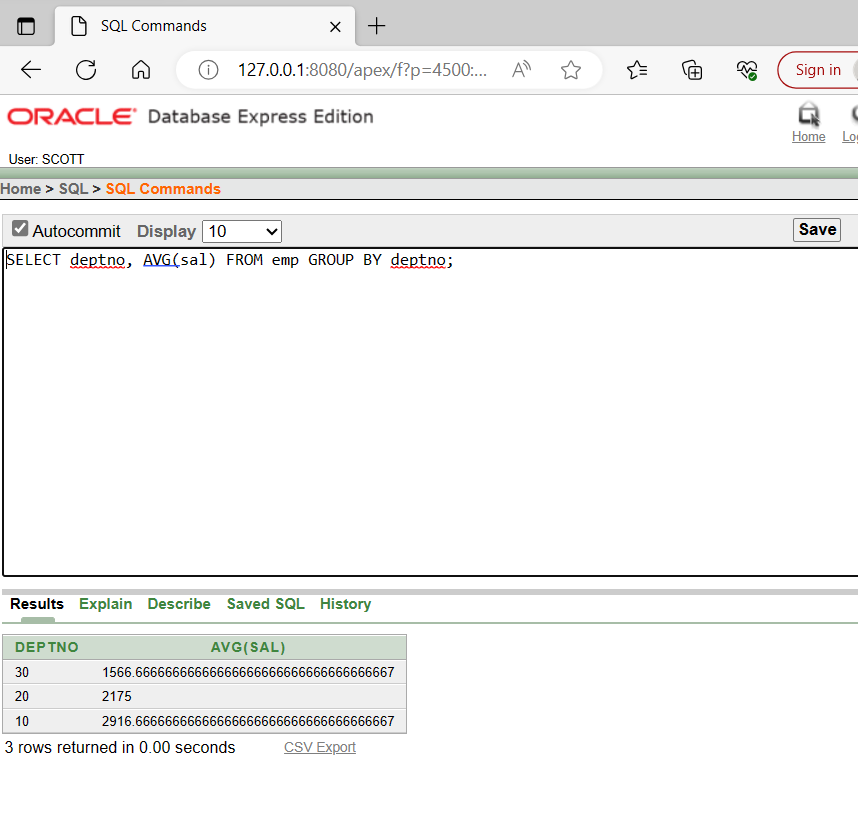 SQL Commands
127.0.0.1:8080/apex/f?p=4500:...
Sign in
ORACLE Database Express Edition
Home
User: SCOTT
Home > SQL > SQL Commands
Autocommit Display 10 Save
SELECT deptno, AVG(sal) FROM emp GROUP BY deptno;
Results Explain Describe Saved SQL History
DEPTNO AVG(SAL)
30 1566.66666666666666666666666666666667
20 2175
10 2916.66666666666666666666666666666667
3 rows returned in 0.00 seconds CSV Export